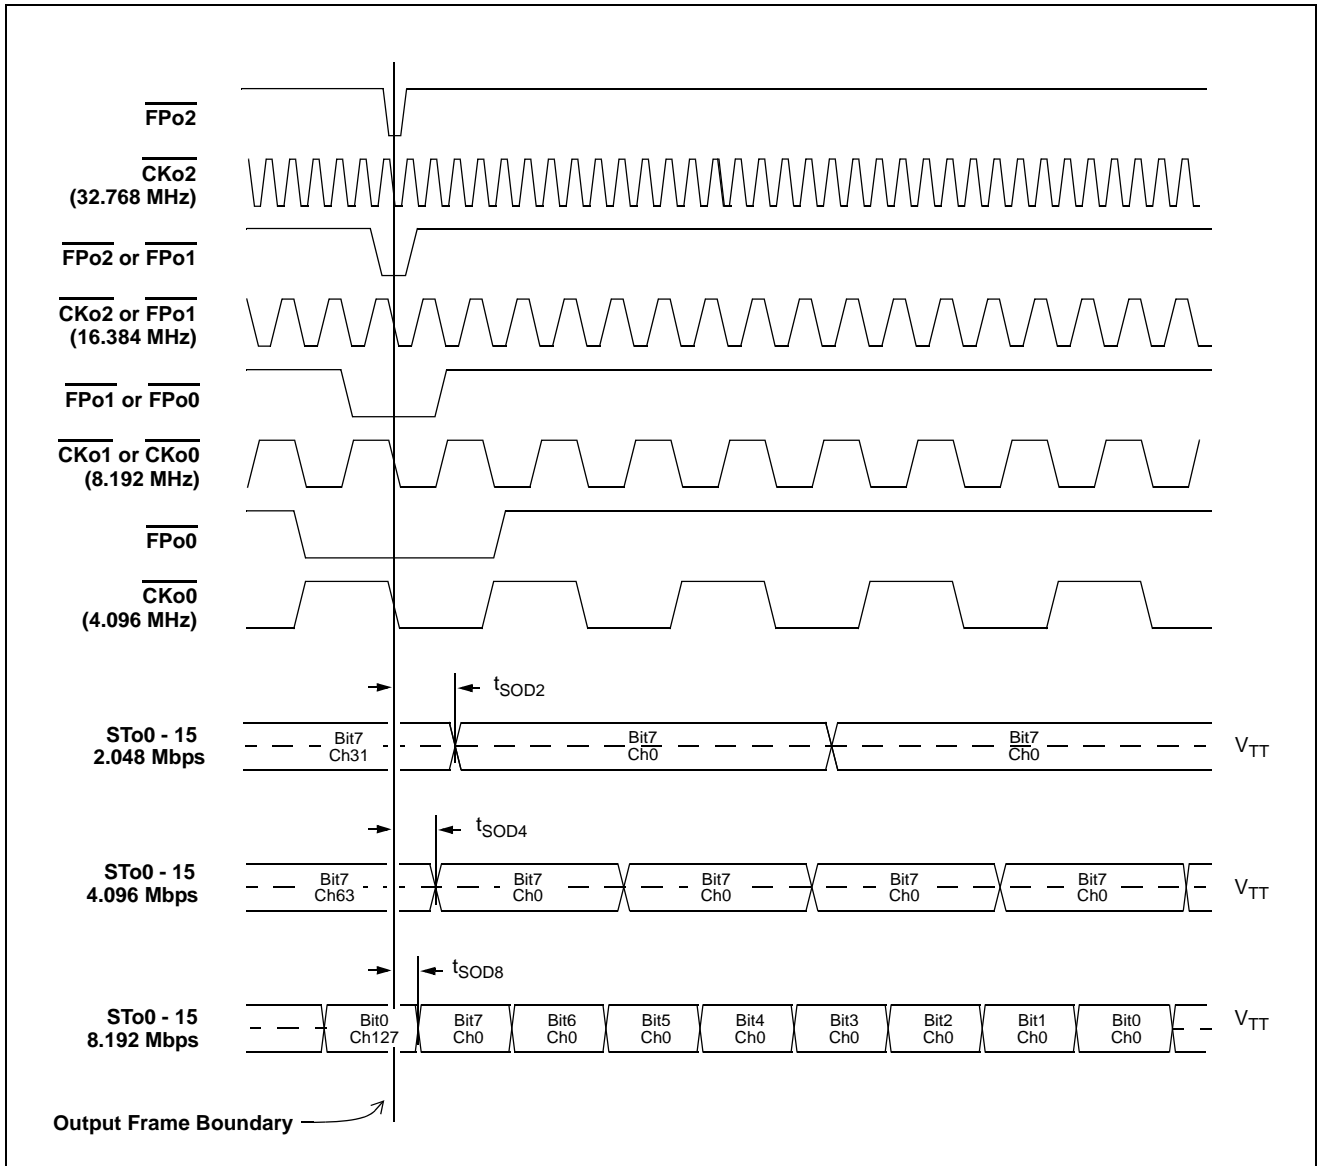 FPo2
CKo2
(32.768 MHz)
FPo2 or FPo1
CKo2 or FPo1
(16.384 MHz)
FPo1 or FPo0
CKo1 or CKo0
(8.192 MHz)
FPo0
CKo0
(4.096 MHz)
tSOD2
STo0 - 15
2.048 Mbps
Bit7
Ch31
Bit7
Ch0
Bit7
Ch0
VTT
tSOD4
STo0 - 15
4.096 Mbps
Bit7
Ch63
Bit7
Ch0
Bit7
Ch0
Bit7
Ch0
Bit7
Ch0
VTT
tSOD8
STo0 - 15
8.192 Mbps
Bit0
Ch127
Bit7
Ch0
Bit6
Ch0
Bit5
Ch0
Bit4
Ch0
Bit3
Ch0
Bit2
Ch0
Bit1
Ch0
Bit0
Ch0
VTT
Output Frame Boundary